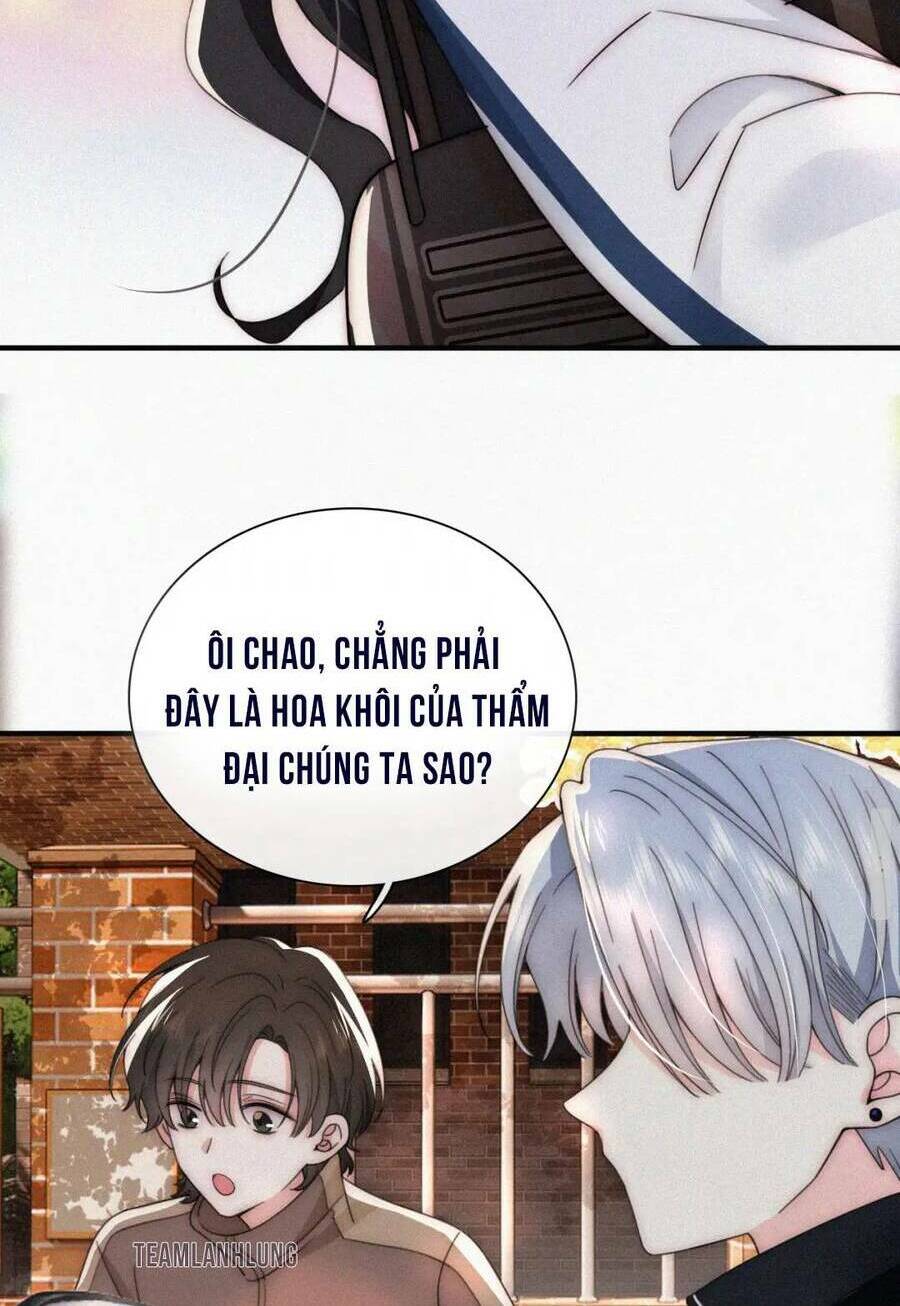 ÔI CHAO, CHẲNG PHẢI
ĐÂY LÀ HOA KHÔI CỦA THẨM
ĐẠI CHÚNG TA SAO?
TEAMLANHLUNG